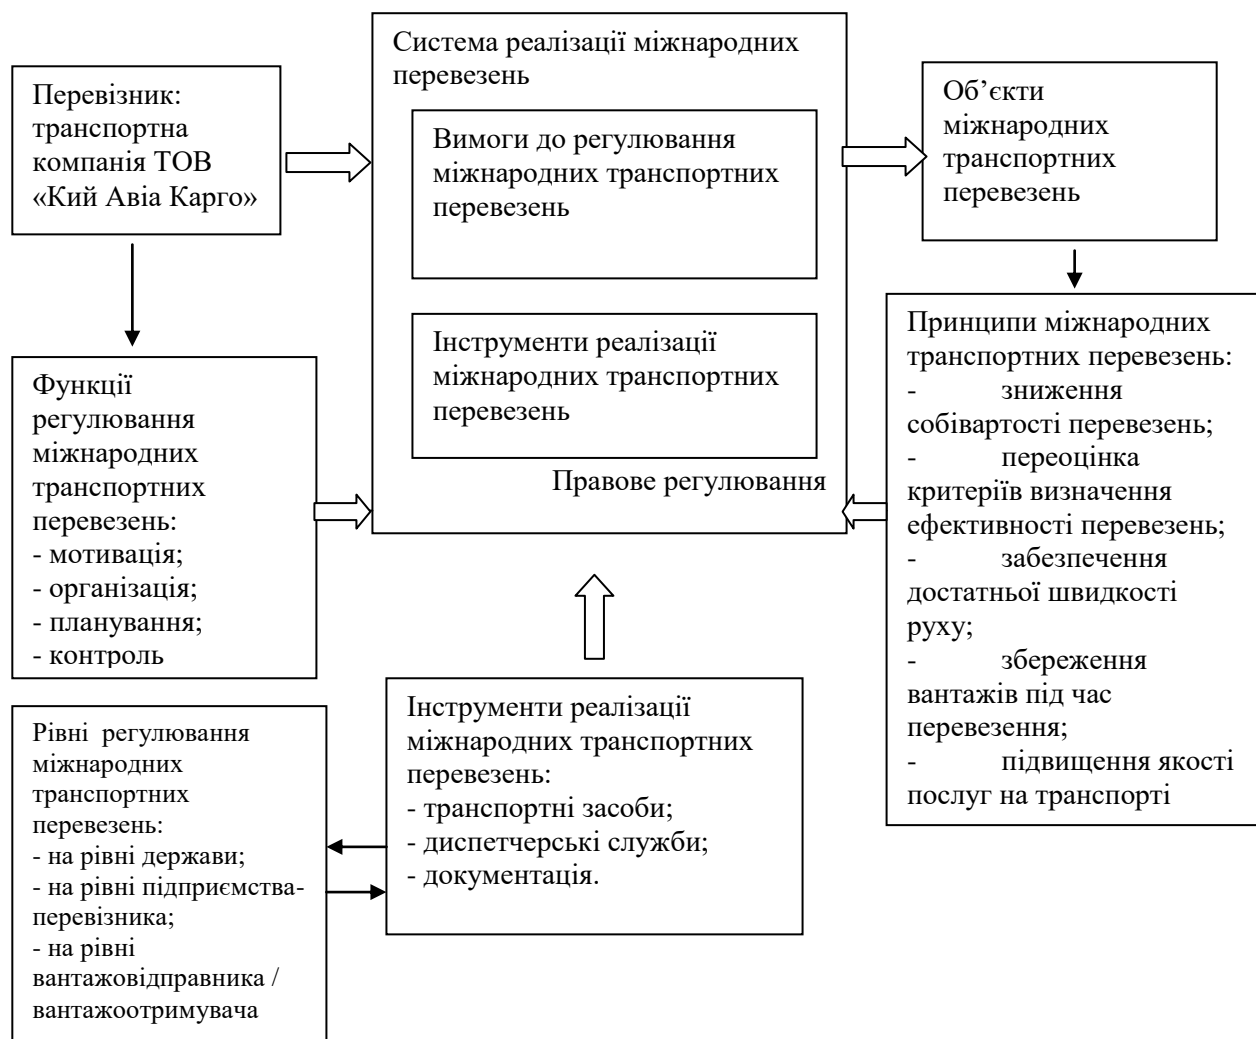 Перевізник:
транспортна
компанія ТОВ
«Кий Авіа Карго»
Система реалізації міжнародних
перевезень
Вимоги до регулювання
міжнародних транспортних
перевезень
Інструменти реалізації
міжнародних транспортних
перевезень
Правове регулювання
Об’єкти
міжнародних
транспортних
перевезень
Функції
регулювання
міжнародних
транспортних
перевезень:
- мотивація;
- організація;
- планування;
- контроль
Принципи міжнародних
транспортних перевезень:
- зниження
собівартості перевезень;
- переоцінка
критеріїв визначення
ефективності перевезень;
- забезпечення
достатньої швидкості
руху;
- збереження
вантажів під час
перевезення;
- підвищення якості
послуг на транспорті
Рівні регулювання
міжнародних
транспортних
перевезень:
- на рівні держави;
- на рівні підприємства-
перевізника;
- на рівні
вантажовідправника /
вантажоотримувача
Інструменти реалізації
міжнародних транспортних
перевезень:
- транспортні засоби;
- диспетчерські служби;
- документація.